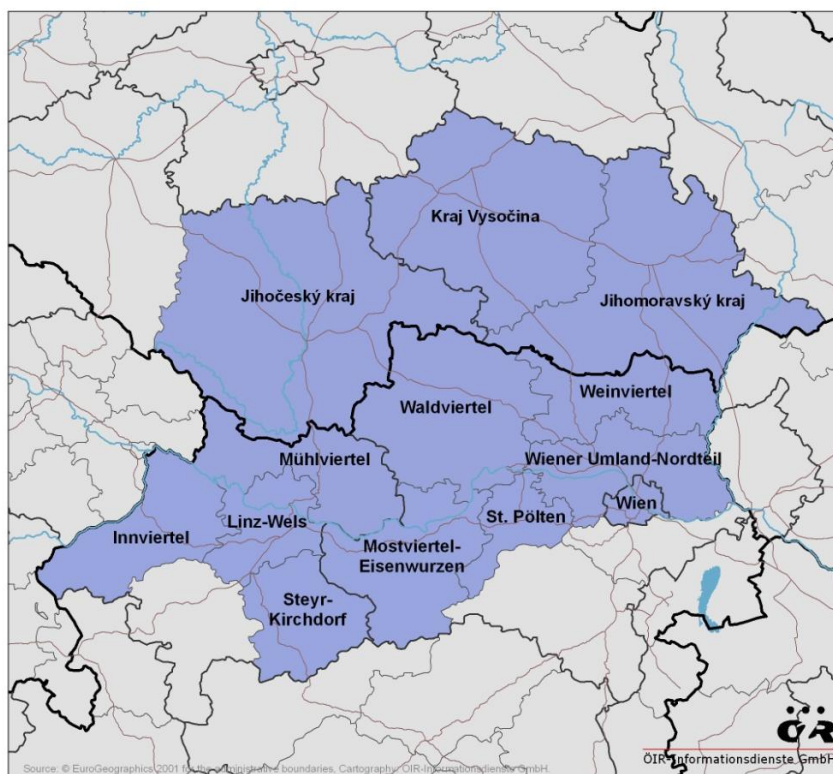 Kraj Vysočina
Jihočeský kraj
Jihomoravský kraj
Weinviertel
Waldviertel
Mühlviertel
Wiener Umland-Nordteil
Wien
St. Pölten
Linz-Wels
Innviertel
Mostviertel-
Eisenwurzen
Steyr-
Kirchdorf
ÖR
ÖIR-Informationsdienste GmbH
Source: © EuroGeographics 2001 for the administrative boundaries, Cartography: ÖIR-Informationsdienste GmbH.